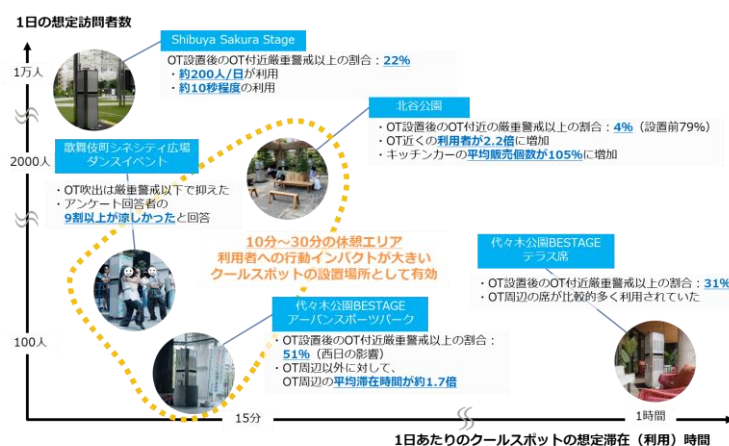 1日の想定訪問者数
1万人
2000人
100人
Shibuya Sakura Stage
OT設置後のOT付近厳重警戒以上の割合：22%
・約200人/日が利用
・約10秒程度の利用
北谷公園
・OT設置後のOT付近の厳重警戒以上の割合：4%（設置前79%）
・OT近くの利用者が2.2倍に増加
・キッチンカーの平均販売個数が105%に増加
歌舞伎町シネシティ広場
ダンスイベント
・OT吹出は厳重警戒以下で抑えた
・アンケート回答者の
9割以上が涼しかったと回答
10分～30分の休憩エリア
利用者への行動インパクトが大きい
クールスポットの設置場所として有効
代々木公園BESTAGE
テラス席
・OT設置後のOT付近厳重警戒以上の割合：31%
・OT周辺の席が比較的多く利用されていた
代々木公園BESTAGE
アーバンスポーツパーク
・OT設置後のOT付近厳重警戒以上の割合：
51%（西日の影響）
・OT周辺以外に対して、
OT周辺の平均滞在時間が約1.7倍
15分
1時間
1日あたりのクールスポットの想定滞在（利用）時間